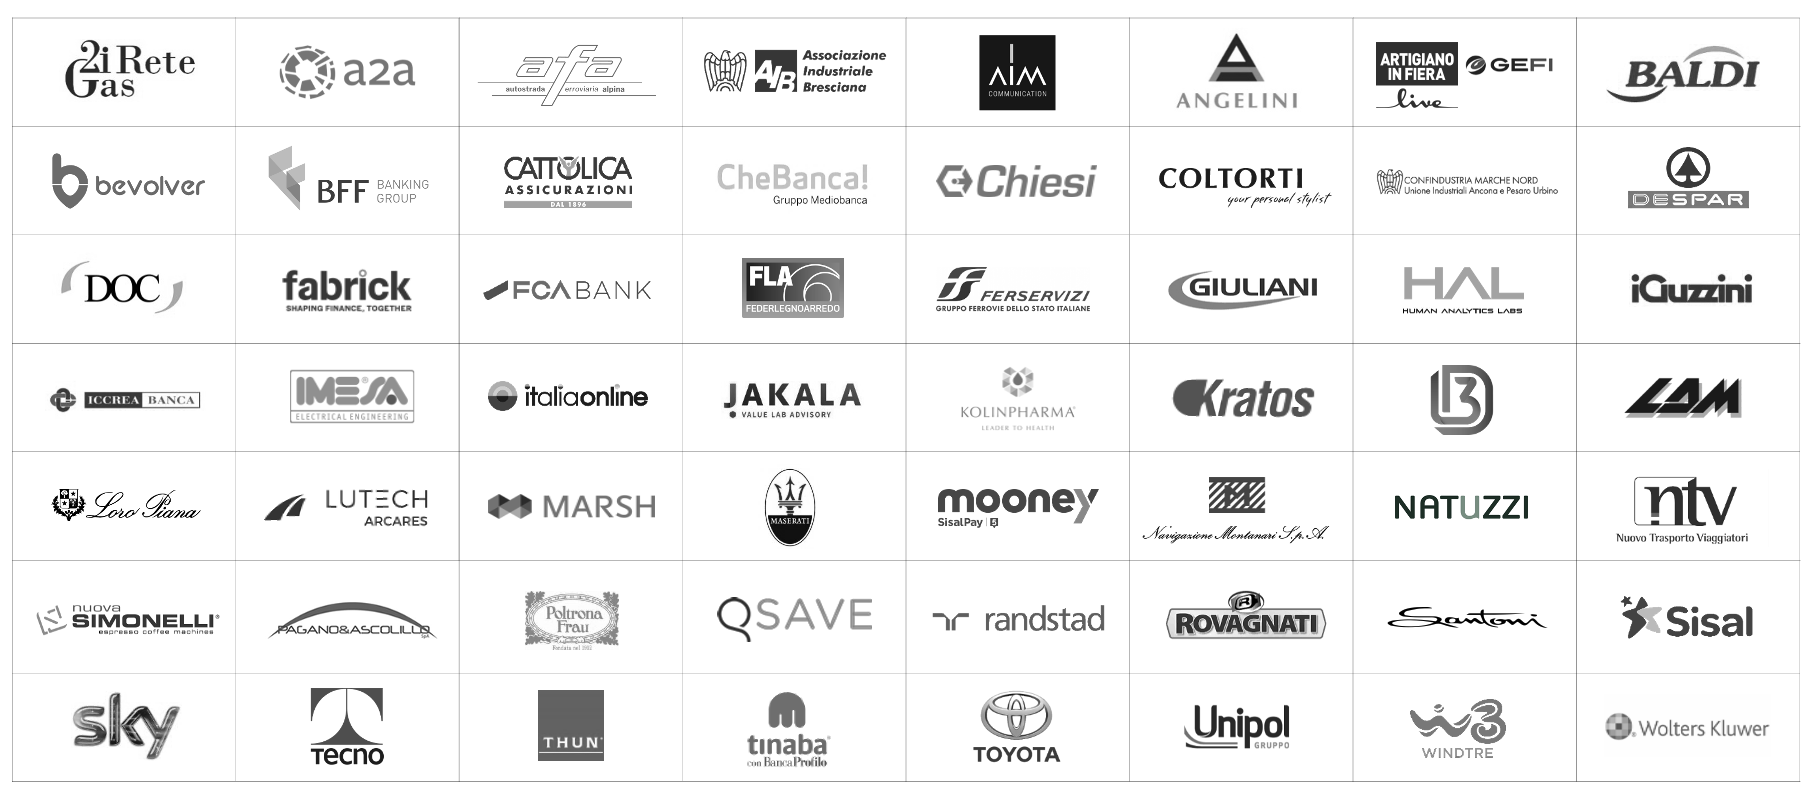 2i Rete
Gas
a2a
afa
autostrada ferroviaria alpina
AIB
Associazione
Industriale
Bresciana
AIM
COMMUNICATION
ANGELINI
ARTIGIANO
IN FIERA
live
GEFI
BALDI
bevolver
BFF BANKING
GROUP
CATTOLICA
ASSICURAZIONI
DAL 1896
CheBanca!
Gruppo Mediobanca
Chiesi
COLTORTI
your personal stylist
CONFINDUSTRIA MARCHE NORD
Unione Industriali Ancona e Pesaro Urbino
DESPAR
DOC
fabrick
SHAPING FINANCE, TOGETHER
FCA BANK
FLA
FEDERLEGNOARREDO
FERSERVIZI
GRUPPO FERROVIE DELLO STATO ITALIANE
GIULIANI
HAL
HUMAN ANALYTICS LABS
iGuzzini
ICCREA BANCA
IMESA
ELECTRICAL ENGINEERING
italiaonline
JAKALA
VALUE LAB ADVISORY
KOLINPHARMA®
LEADER TO HEALTH
Kratos
LAM
Loro Piana
LUTECH
ARCARES
MARSH
MASERATI
mooney
SisalPay | 5
Navigazione Montanari S.p.A.
NATUZZI
ntv
Nuovo Trasporto Viaggiatori
nuova
SIMONELLI®
espresso coffee machines
PAGANO&ASCOLILLO
SpA
Poltrona
Frau
Fondata nel 1912
QSAVE
randstad
R
ROVAGNATI
Santoni
Sisal
sky
Tecno
THUN®
tinaba®
con Banca Profilo
TOYOTA
Unipol
GRUPPO
W3
WINDTRE
Wolters Kluwer